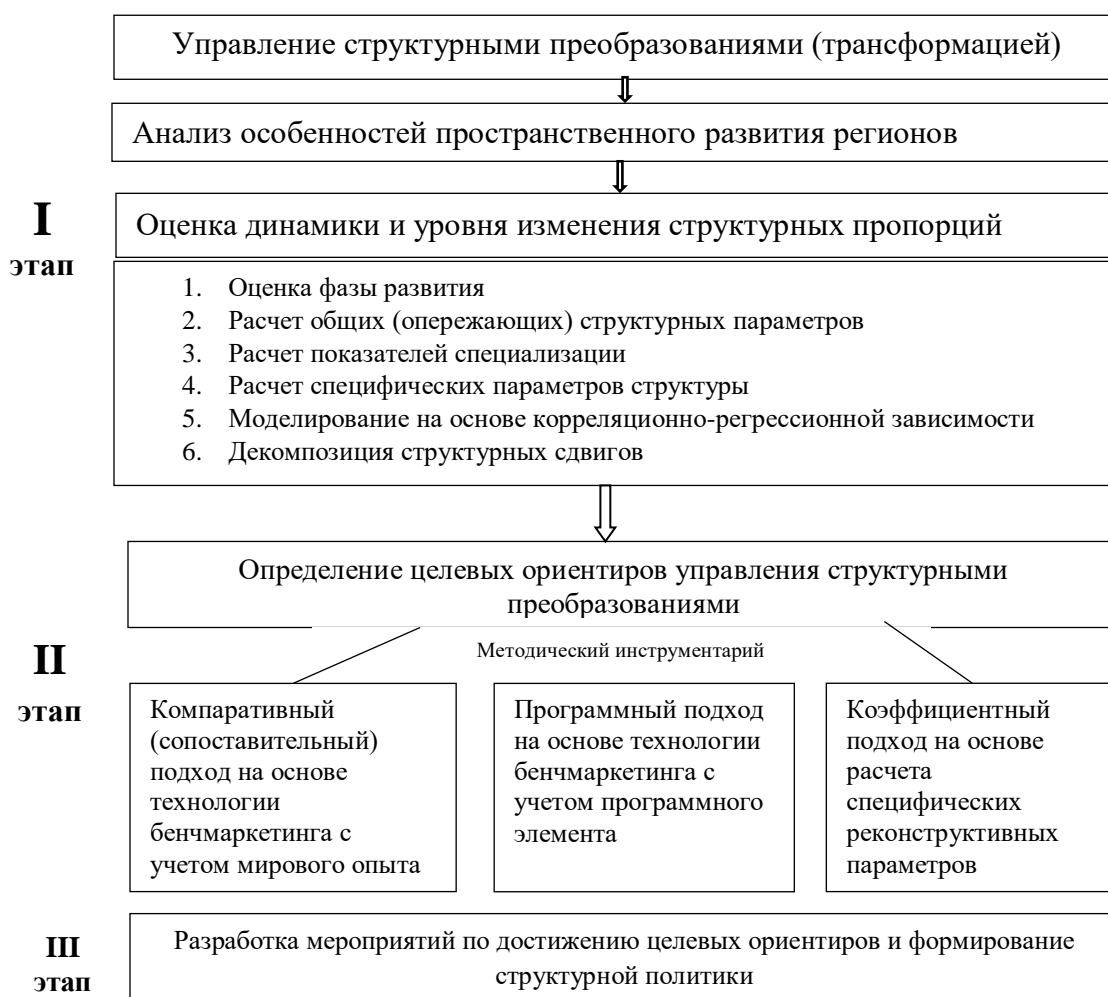 Управление структурными преобразованиями (трансформацией)
Анализ особенностей пространственного развития регионов
I
этап
Оценка динамики и уровня изменения структурных пропорций
1. Оценка фазы развития
2. Расчет общих (опережающих) структурных параметров
3. Расчет показателей специализации
4. Расчет специфических параметров структуры
5. Моделирование на основе корреляционно-регрессионной зависимости
6. Декомпозиция структурных сдвигов
Определение целевых ориентиров управления структурными
преобразованиями
II
этап
Методический инструментарий
Компаративный
(сопоставительный)
подход на основе
технологии
бенчмаркетинга с
учетом мирового опыта
Программный подход
на основе технологии
бенчмаркетинга с
учетом программного
элемента
Коэффициентный
подход на основе
расчета
специфических
реконструктивных
параметров
III
этап
Разработка мероприятий по достижению целевых ориентиров и формирование
структурной политики